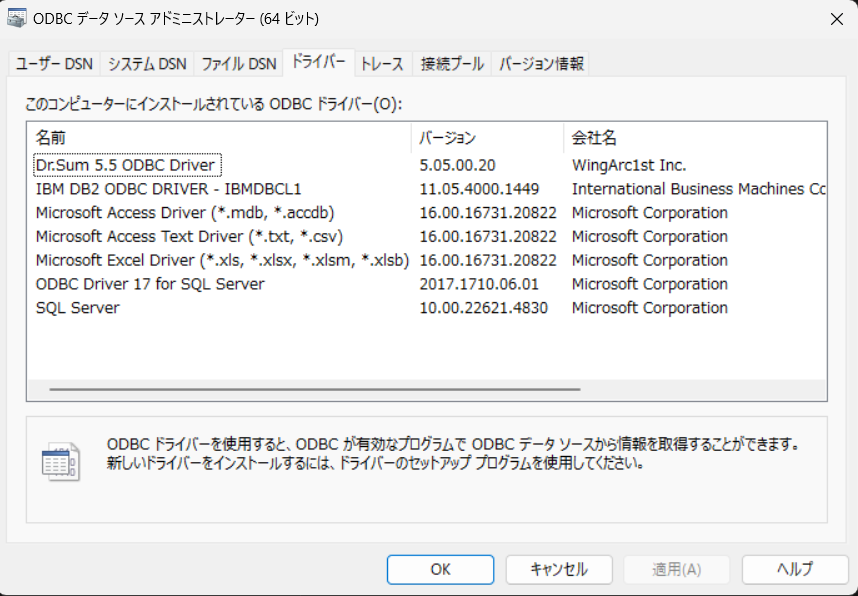 ODBC データ ソース アドミニストレーター (64 ビット)
ユーザー DSN システム DSN ファイル DSN ドライバー トレース 接続プール バージョン情報
このコンピューターにインストールされている ODBC ドライバー(O):
名前 バージョン 会社名
Dr.Sum 5.5 ODBC Driver 5.05.00.20 WingArc1st Inc.
IBM DB2 ODBC DRIVER - IBMDBCL1 11.05.4000.1449 International Business Machines Co
Microsoft Access Driver (*.mdb, *.accdb) 16.00.16731.20822 Microsoft Corporation
Microsoft Access Text Driver (*.txt, *.csv) 16.00.16731.20822 Microsoft Corporation
Microsoft Excel Driver (*.xls, *.xlsx, *.xlsm, *.xlsb) 16.00.16731.20822 Microsoft Corporation
ODBC Driver 17 for SQL Server 2017.1710.06.01 Microsoft Corporation
SQL Server 10.00.22621.4830 Microsoft Corporation
ODBC ドライバーを使用すると、ODBC が有効なプログラムで ODBC データ ソースから情報を取得することができます。
新しいドライバーをインストールするには、ドライバーのセットアップ プログラムを使用してください。
OK キャンセル 適用(A) ヘルプ